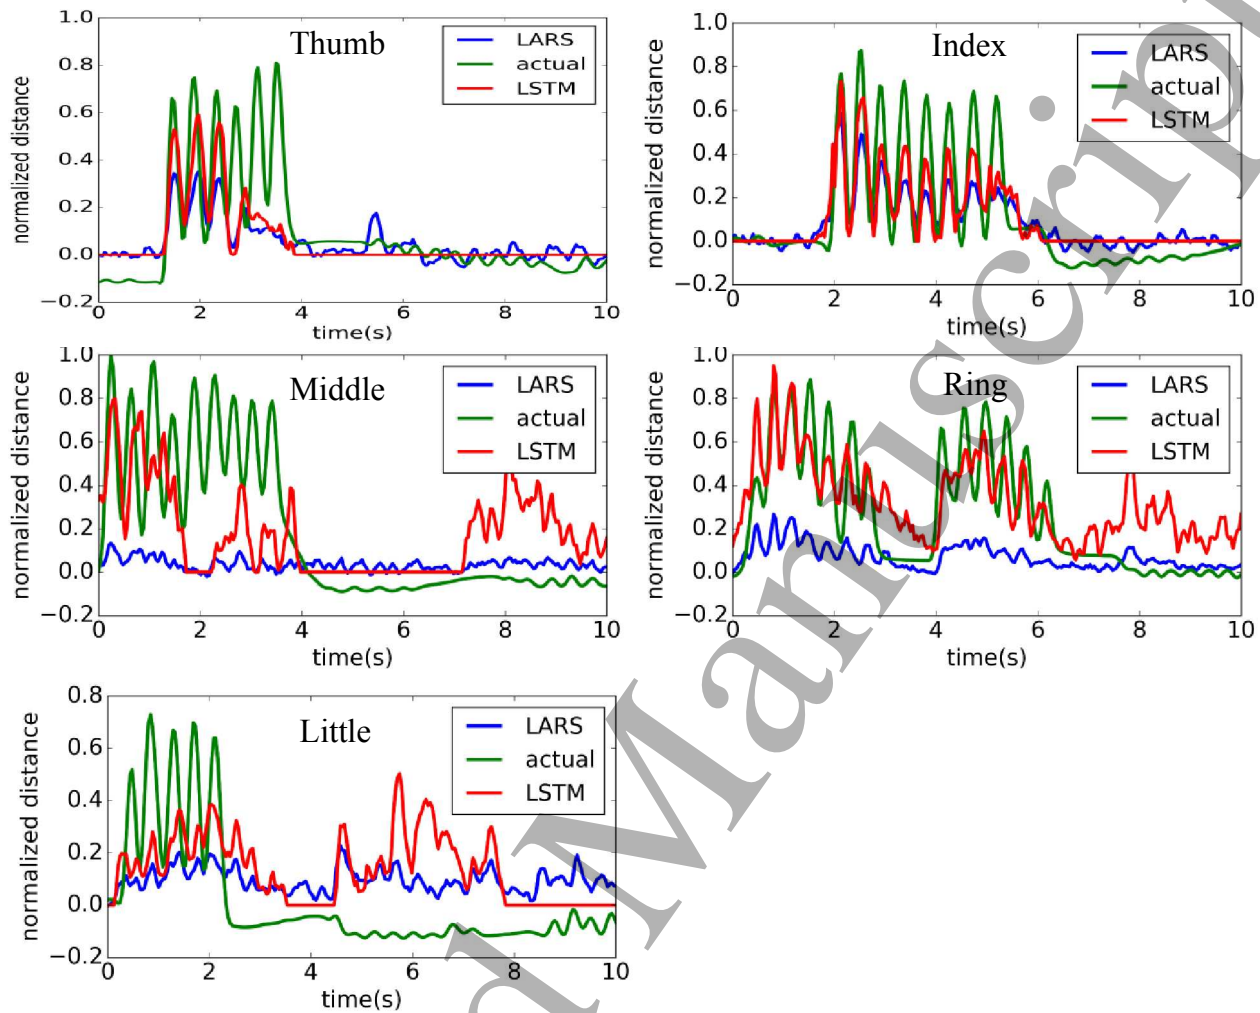 Thumb
LARS
actual
LSTM
normalized distance
1.0
0.8
0.6
0.4
0.2
0.0
−0.2
0 2 4 6 8 10
time(s)
Index
LARS
actual
LSTM
normalized distance
1.0
0.8
0.6
0.4
0.2
0.0
−0.2
0 2 4 6 8 10
time(s)
Middle
LARS
actual
LSTM
normalized distance
1.0
0.8
0.6
0.4
0.2
0.0
−0.2
0 2 4 6 8 10
time(s)
Ring
LARS
actual
LSTM
normalized distance
1.0
0.8
0.6
0.4
0.2
0.0
−0.2
0 2 4 6 8 10
time(s)
Little
LARS
actual
LSTM
normalized distance
0.8
0.6
0.4
0.2
0.0
−0.2
0 2 4 6 8 10
time(s)
d Manuscrip